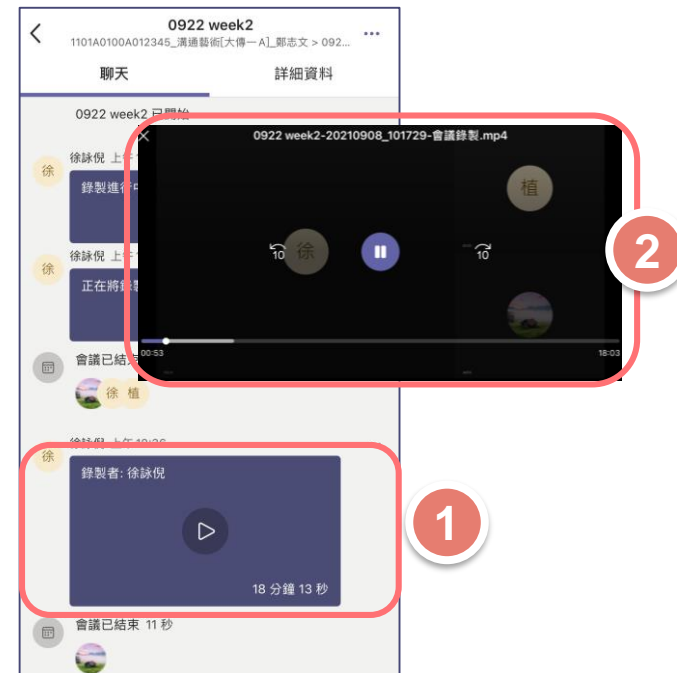 0922 week2
1101A0100A012345_溝通藝術[大傳一A]_鄭志文 > 092...
聊天
詳細資料
0922 week2 已開始
徐詠倪 上午
徐
錄製進行中
徐詠倪 上
徐
正在將錄
會議已結束
徐 植
0922 week2-20210908_101729-會議錄製.mp4
植
徐
10
10
00:53
18:03
2
徐詠倪 上午
徐
錄製者: 徐詠倪
18 分鐘 13 秒
1
會議已結束 11 秒